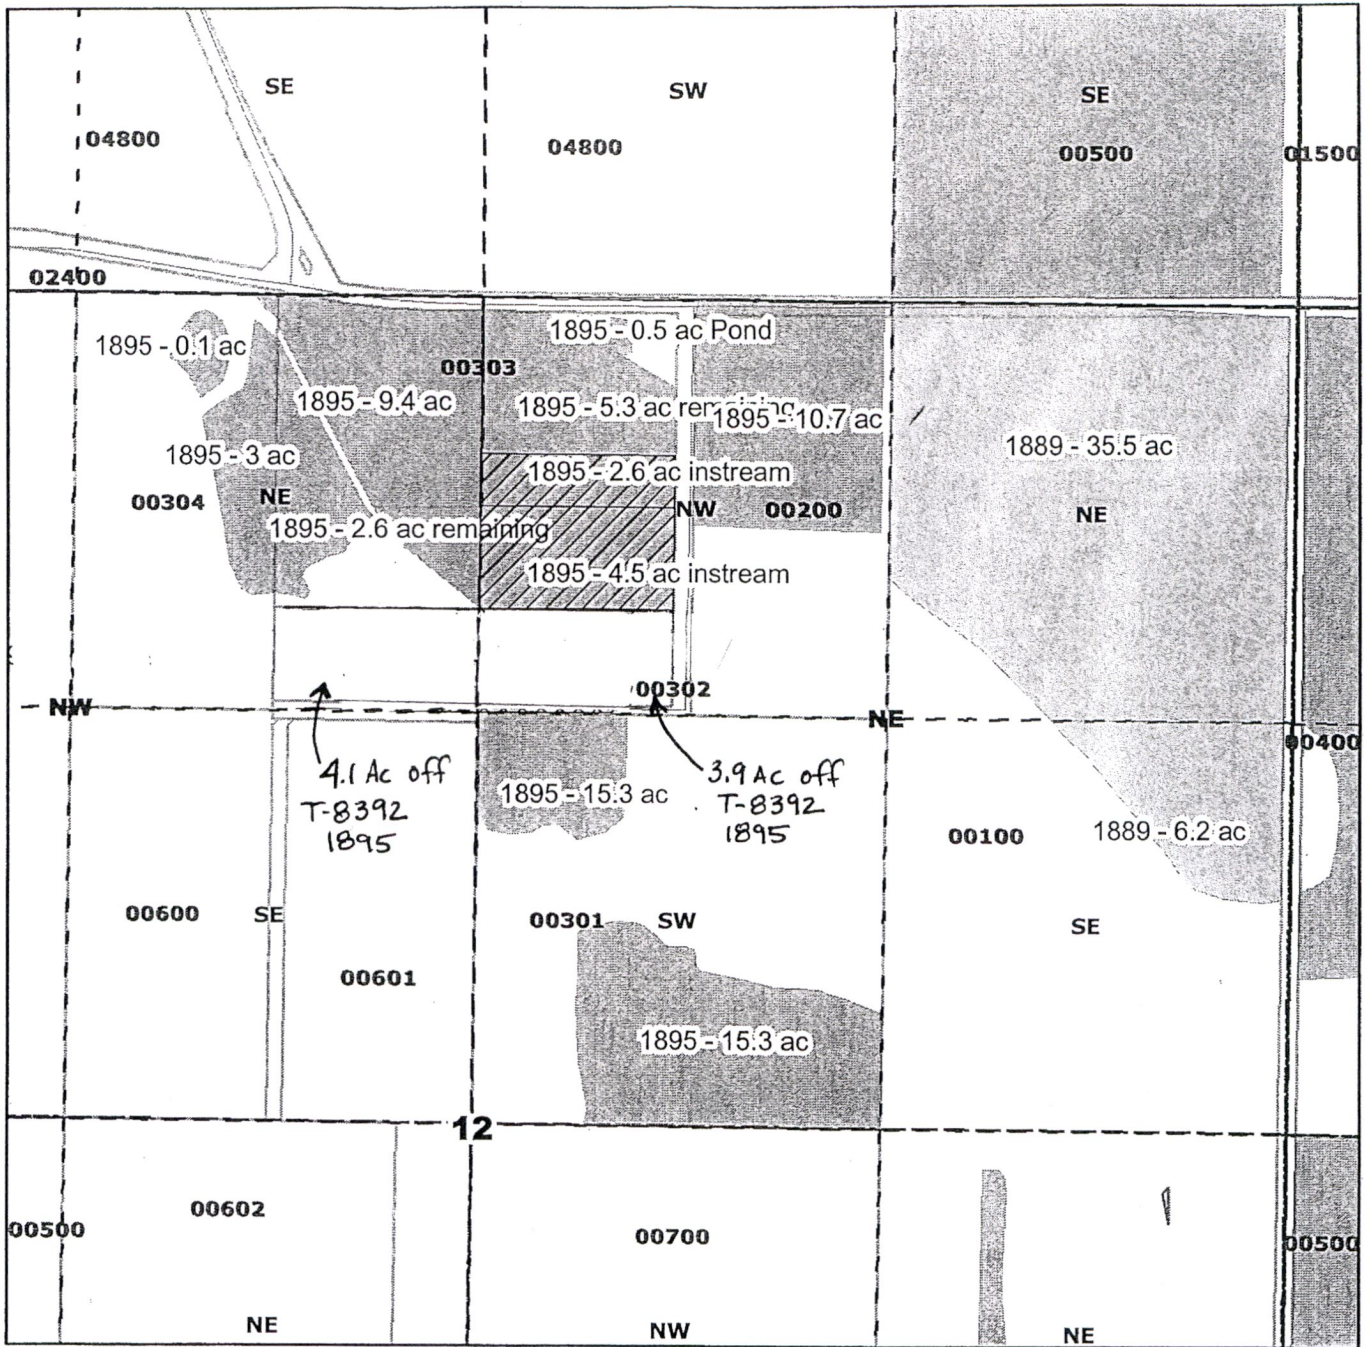 SE
SW
SE
04800
04800
00500
01500
02400
1895 - 0.5 ac Pond
1895 - 0.1 ac
00303
1895 - 9.4 ac
1895 - 5.3 ac remaining
1895 - 10.7 ac
1889 - 35.5 ac
1895 - 3 ac
1895 - 2.6 ac instream
00304
NE
NW
00200
NE
1895 - 2.6 ac remaining
1895 - 4.5 ac instream
00302
NW
NE
00400
4.1 Ac off
T-8392
1895
3.9 Ac off
T-8392
1895
1895 - 15.3 ac
00100
1889 - 6.2 ac
00600
SE
00301
SW
SE
00601
1895 - 15.3 ac
12
00602
00500
00700
00500
NE
NW
NE